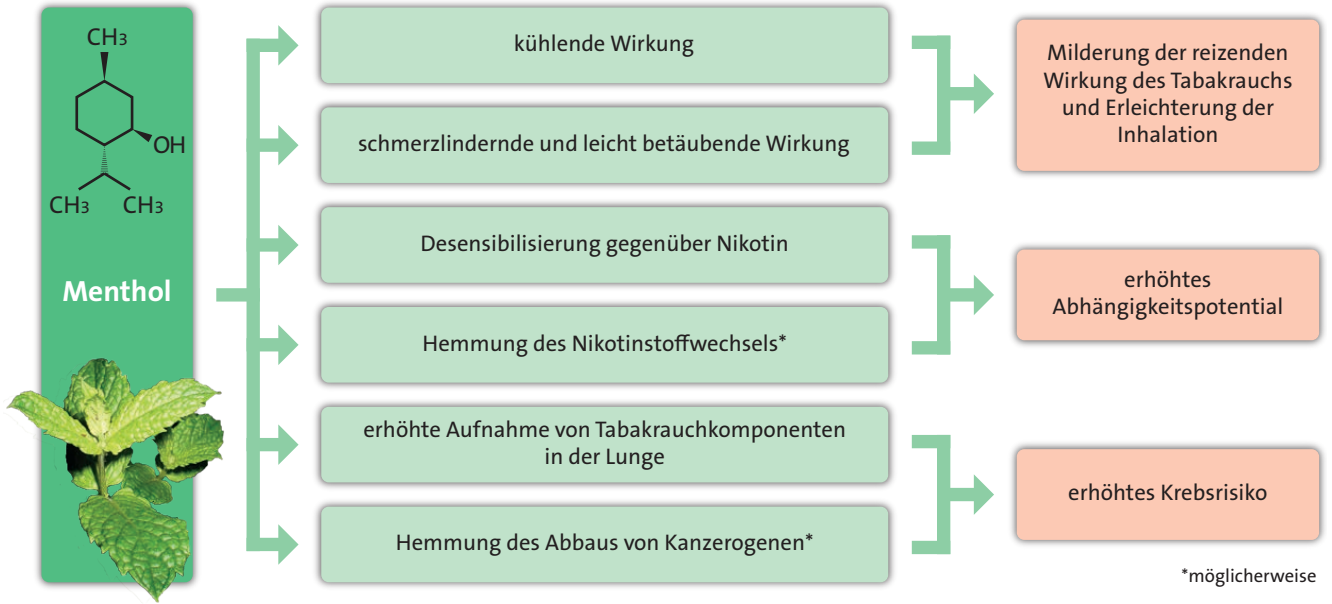 CH3
OH
CH3 CH3
Menthol
kühlende Wirkung
schmerzlindernde und leicht betäubende Wirkung
Desensibilisierung gegenüber Nikotin
Hemmung des Nikotinstoffwechsels*
erhöhte Aufnahme von Tabakrauchkomponenten
in der Lunge
Hemmung des Abbaus von Kanzerogenen*
Milderung der reizenden
Wirkung des Tabakrauchs
und Erleichterung der
Inhalation
erhöhtes
Abhängigkeitspotential
erhöhtes Krebsrisiko
*möglicherweise